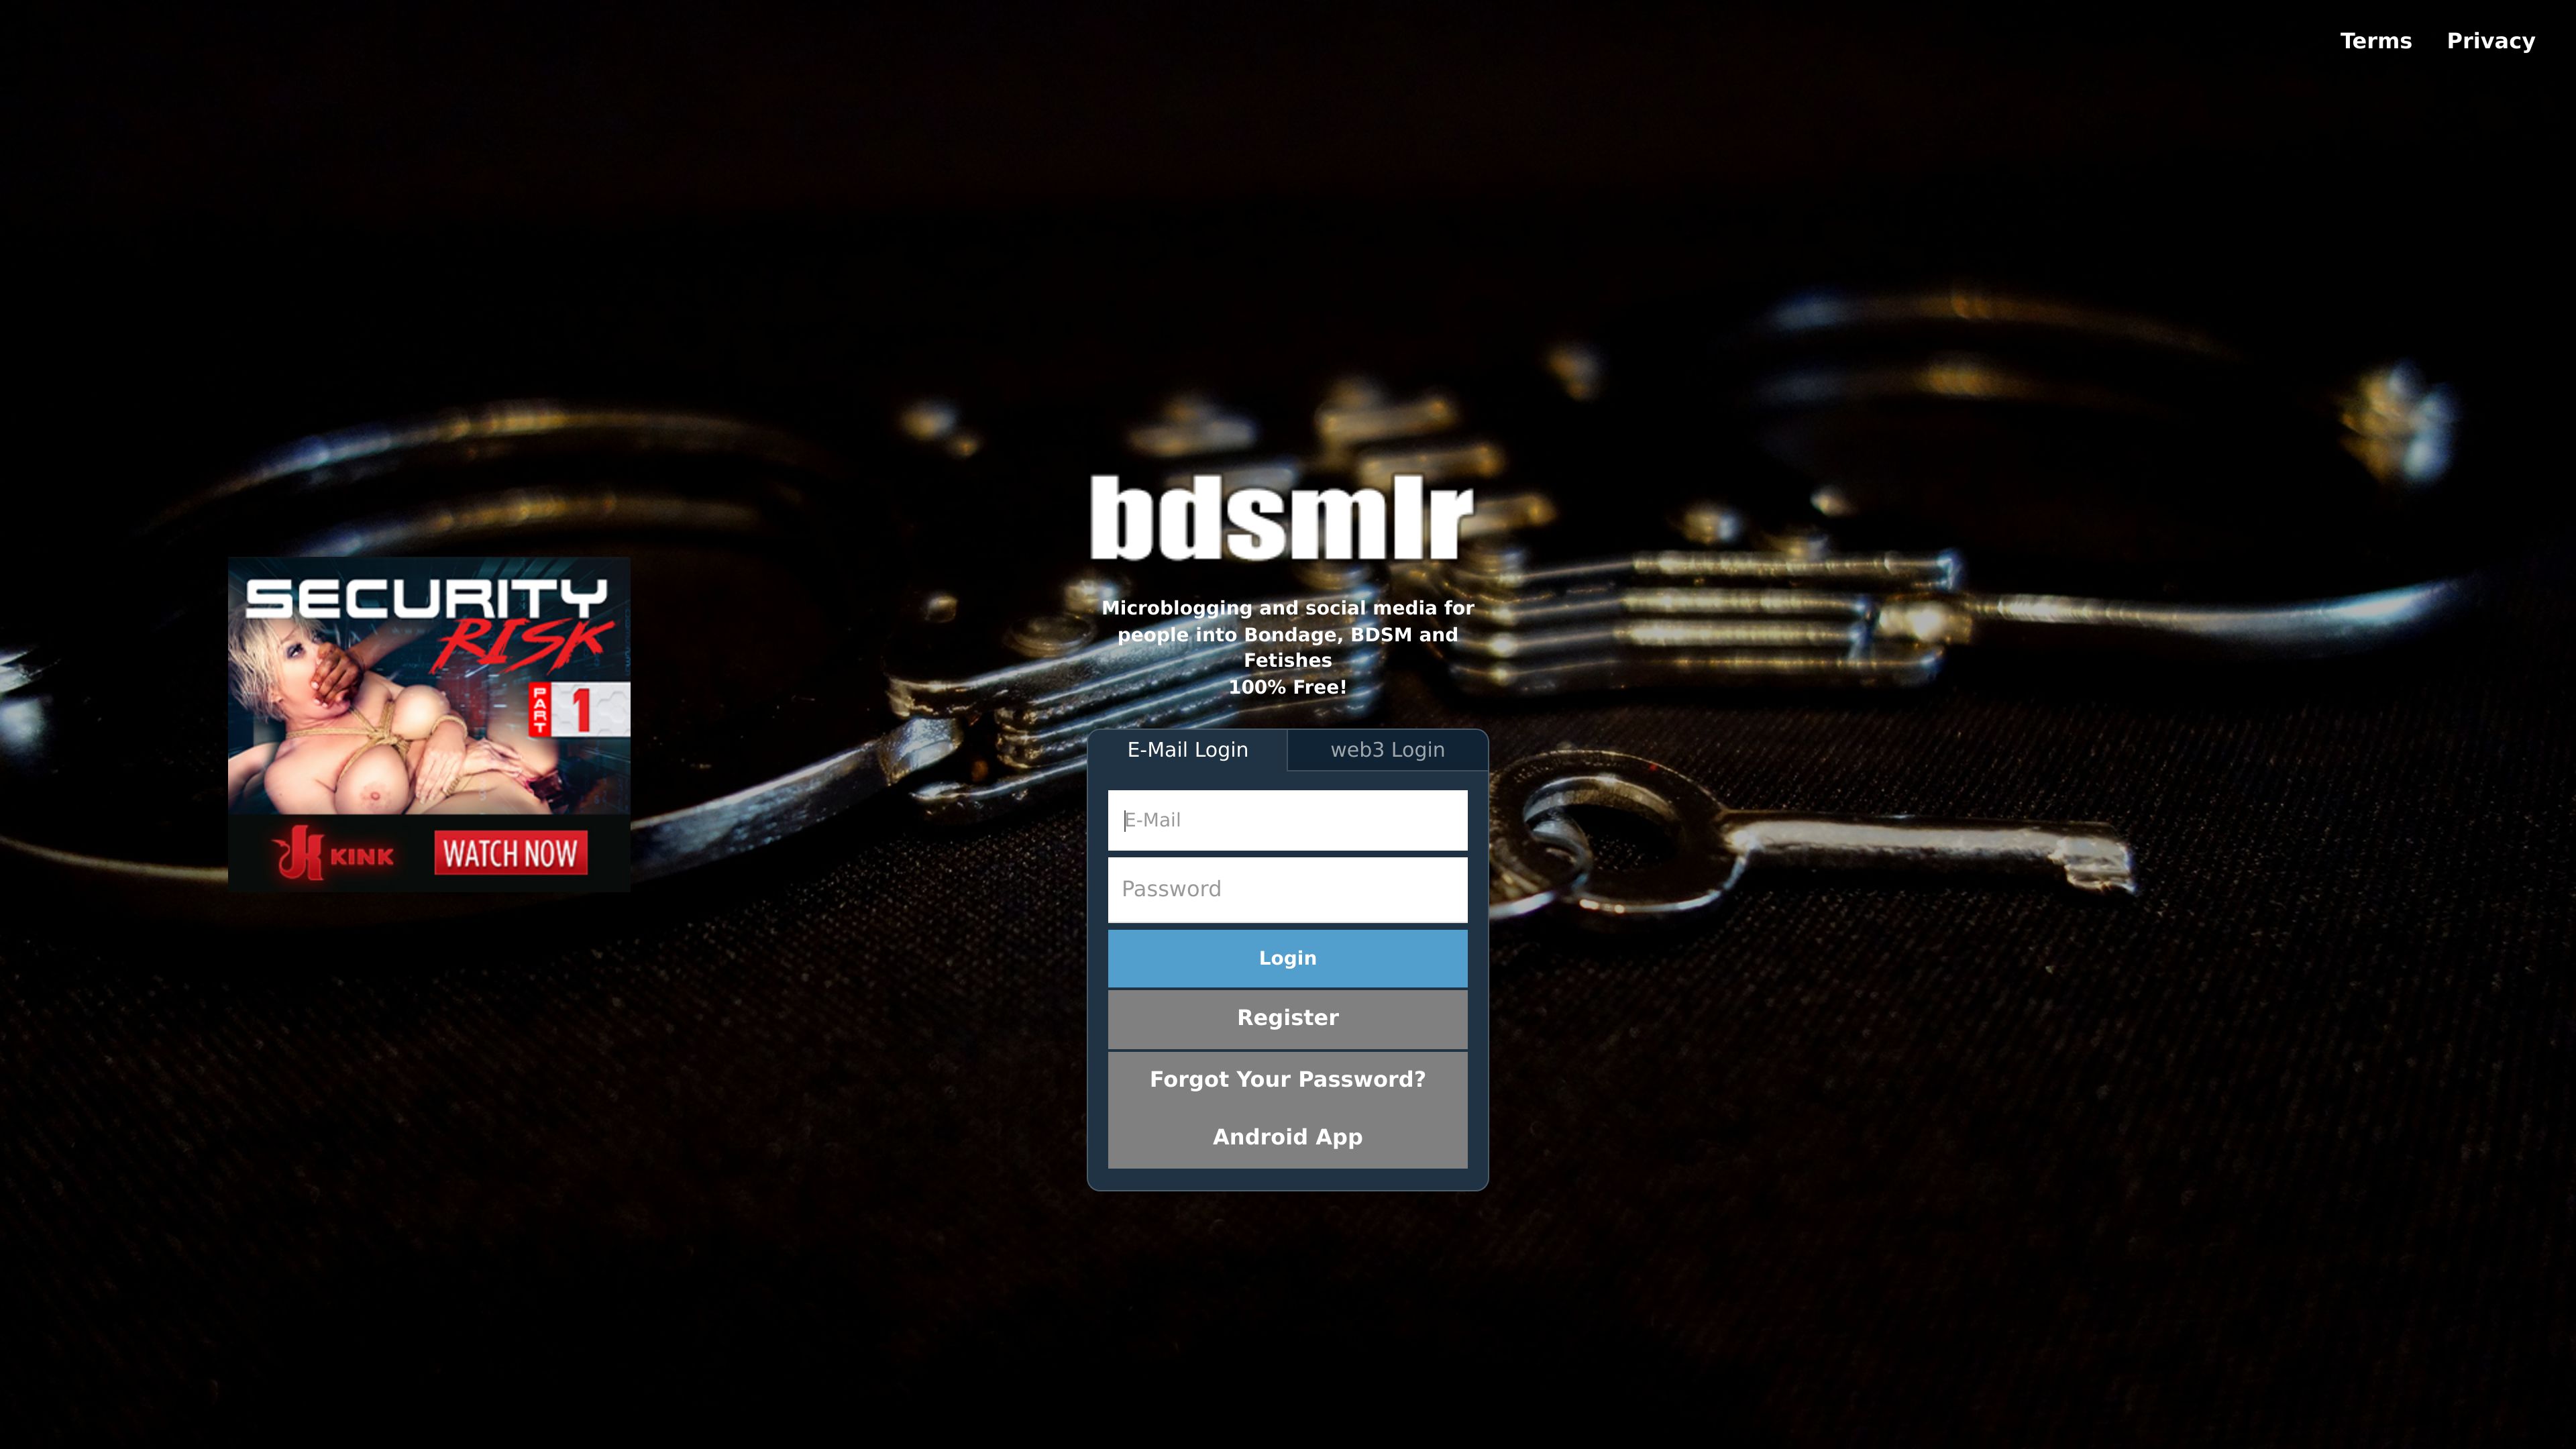 Terms Privacy
bdsmlr
Microblogging and social media for
people into Bondage, BDSM and
Fetishes
100% Free!
SECURITY
RISK
PART 1
KINK
WATCH NOW
E-Mail Login web3 Login
E-Mail
Password
Login
Register
Forgot Your Password?
Android App